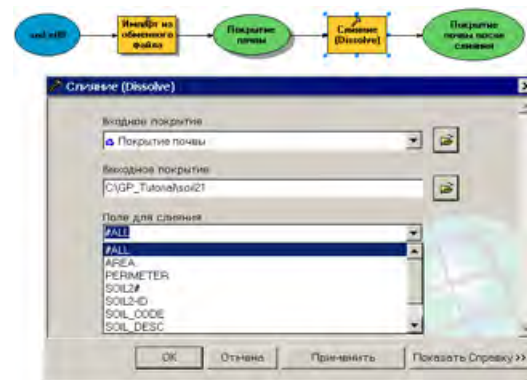 Импорт из
обменного
файла
Покрытие
почвы
Слияние
(Dissolve)
Покрытие
почвы после
слияния
Слияние (Dissolve)
Входное покрытие
Покрытие почвы
Выходное покрытие
C:\GP_Tutorial\soil21
Поле для слияния
#ALL
#ALL
AREA
PERIMETER
SOIL2#
SOIL2-ID
SOIL_CODE
SOIL_DESC
OK
Отмена
Применить
Показать Справку >>